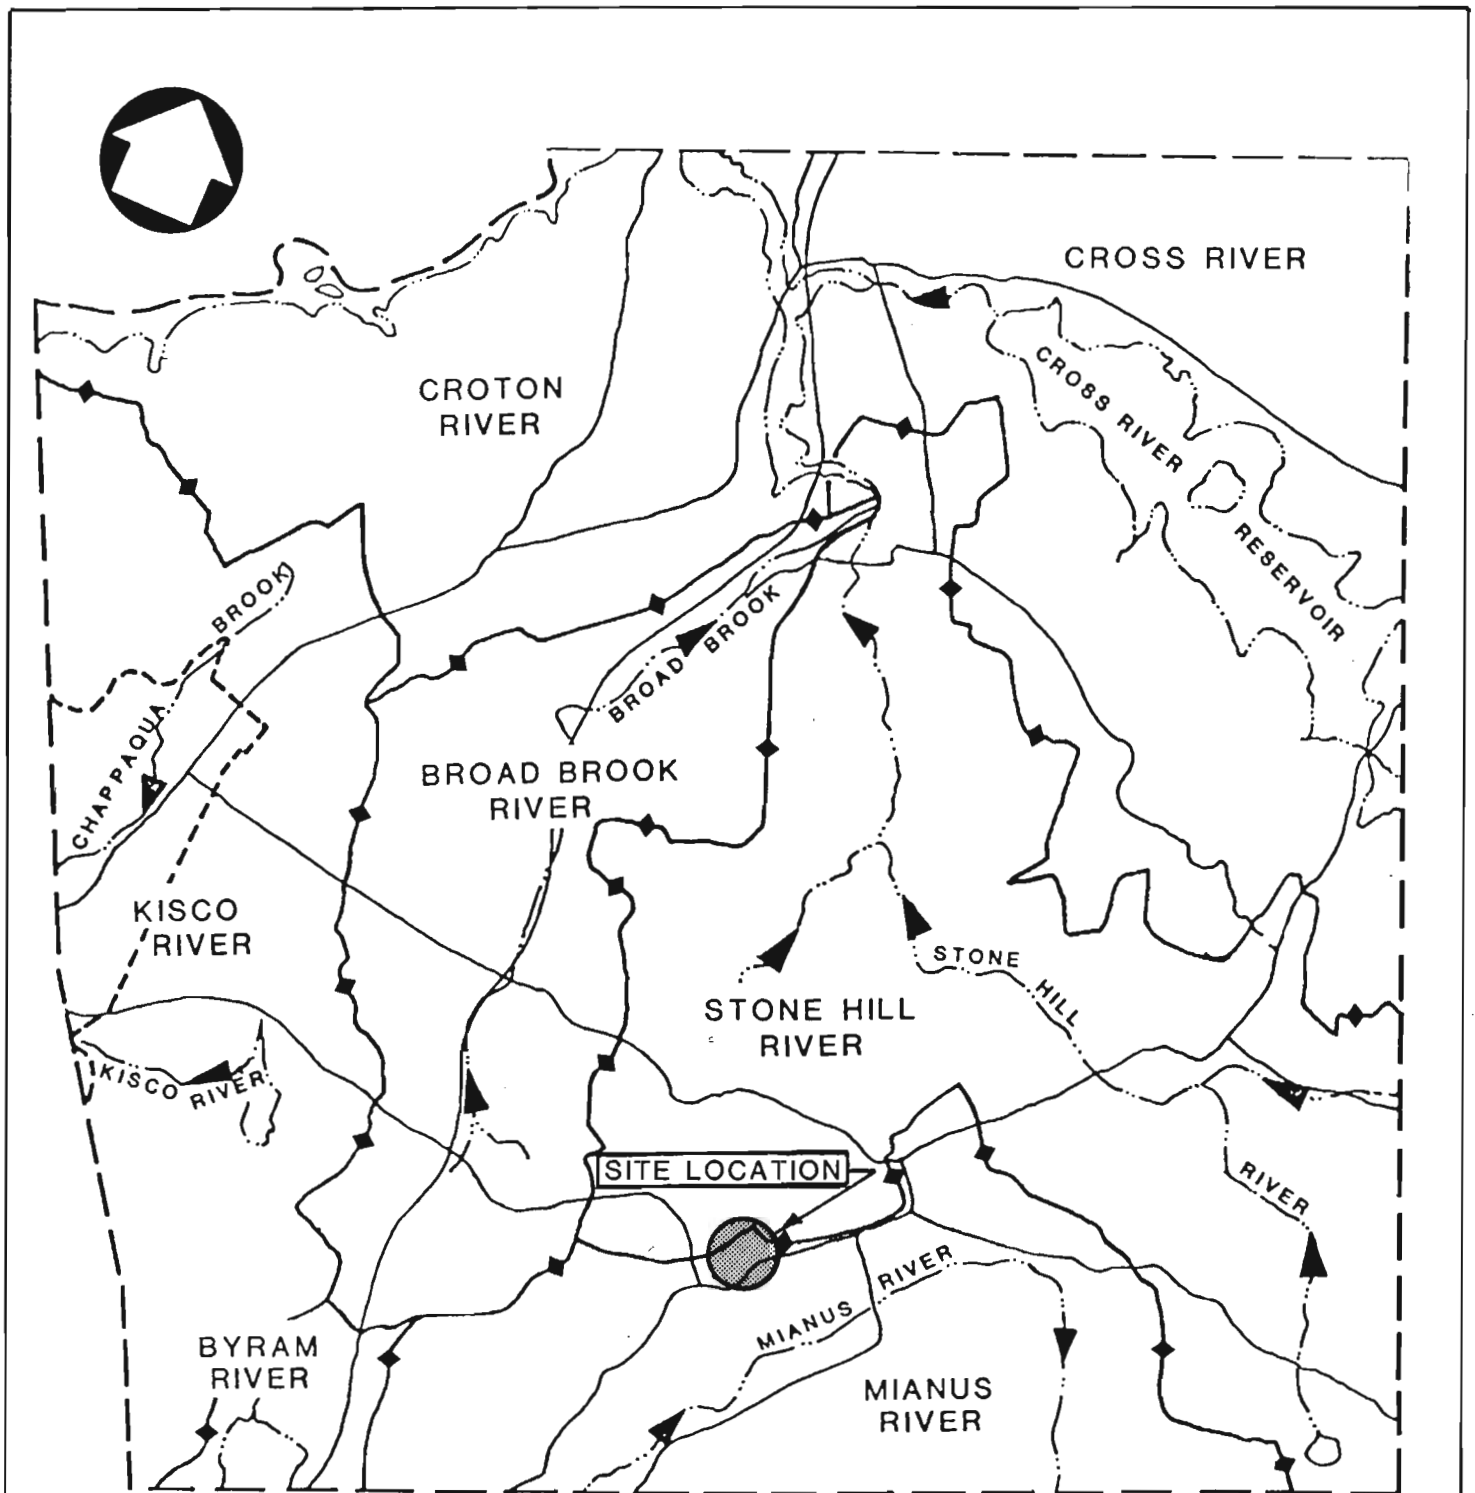 CROSS RIVER
CROTON
RIVER
CROSS RIVER
RESERVOIR
CHAPPAQUA
BROOK
BROAD BROOK
BROAD BROOK
RIVER
KISCO
RIVER
STONE HILL
RIVER
STONE HILL
RIVER
KISCO RIVER
SITE LOCATION
MIANUS RIVER
BYRAM
RIVER
MIANUS
RIVER